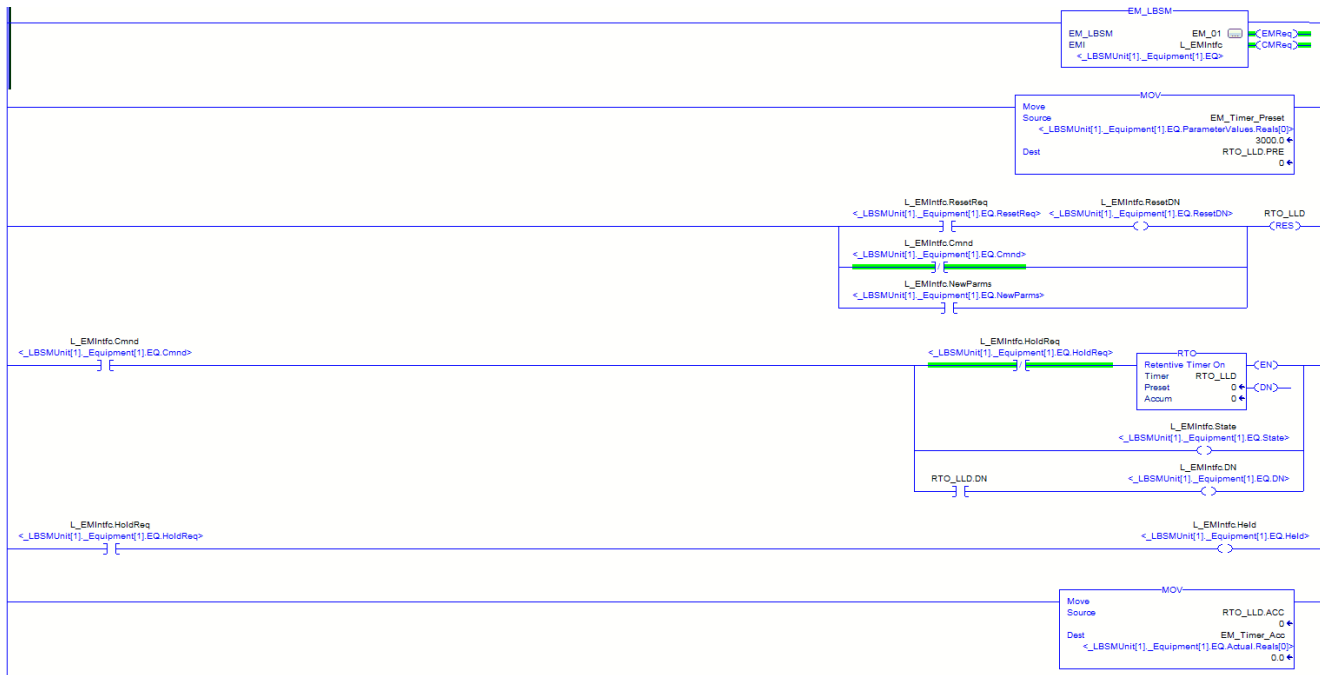 EM_LBSM
EM_LBSM EM_01 ... (EMReq)
EMI L_EMIntfc (CMReq)
<_LBSMUnit[1]._Equipment[1].EQ>
MOV
Move
Source EM_Timer_Preset
<_LBSMUnit[1]._Equipment[1].EQ.ParameterValues.Reals[0]>
3000.0
Dest RTO_LLD.PRE
0
L_EMIntfc.ResetReq L_EMIntfc.ResetDN
<_LBSMUnit[1]._Equipment[1].EQ.ResetReq> <_LBSMUnit[1]._Equipment[1].EQ.ResetDN> RTO_LLD
(RES)
L_EMIntfc.Cmnd
<_LBSMUnit[1]._Equipment[1].EQ.Cmnd>
/
L_EMIntfc.NewParms
<_LBSMUnit[1]._Equipment[1].EQ.NewParms>
L_EMIntfc.Cmnd L_EMIntfc.HoldReq
<_LBSMUnit[1]._Equipment[1].EQ.Cmnd> <_LBSMUnit[1]._Equipment[1].EQ.HoldReq>
/
RTO
Retentive Timer On (EN)
Timer RTO_LLD
Preset 0 (DN)
Accum 0
L_EMIntfc.State
<_LBSMUnit[1]._Equipment[1].EQ.State>
RTO_LLD.DN L_EMIntfc.DN
<_LBSMUnit[1]._Equipment[1].EQ.DN>
L_EMIntfc.HoldReq L_EMIntfc.Held
<_LBSMUnit[1]._Equipment[1].EQ.HoldReq> <_LBSMUnit[1]._Equipment[1].EQ.Held>
MOV
Move
Source RTO_LLD.ACC
0
Dest EM_Timer_Acc
<_LBSMUnit[1]._Equipment[1].EQ.Actual.Reals[0]>
0.0